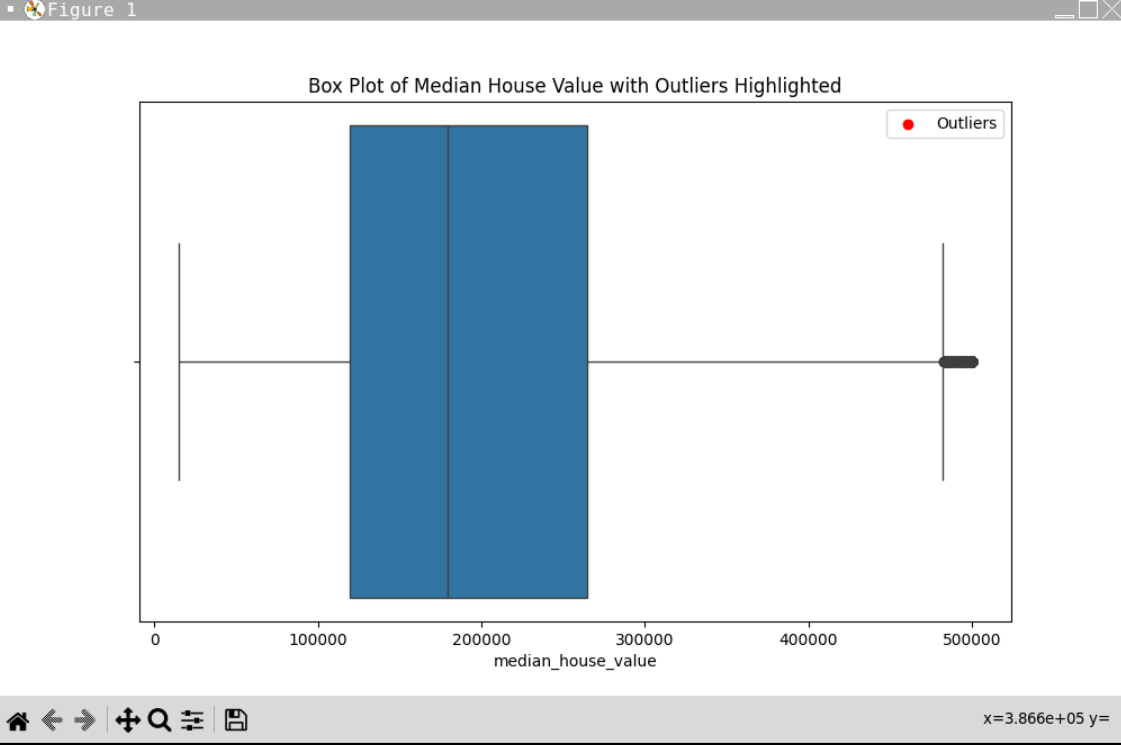 Figure 1
Box Plot of Median House Value with Outliers Highlighted
Outliers
0 100000 200000 300000 400000 500000
median_house_value
x=3.866e+05 y=